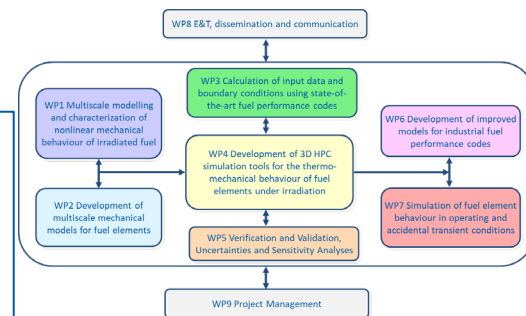 WP8 E&T, dissemination and communication
WP3 Calculation of input data and
boundary conditions using state-of-
the-art fuel performance codes
WP1 Multiscale modelling
and characterization of
nonlinear mechanical
behaviour of irradiated fuel
WP6 Development of improved
models for industrial fuel
performance codes
WP4 Development of 3D HPC
simulation tools for the thermo-
mechanical behaviour of fuel
elements under irradiation
WP2 Development of
multiscale mechanical
models for fuel elements
WP7 Simulation of fuel element
behaviour in operating and
accidental transient conditions
WP5 Verification and Validation,
Uncertainties and Sensitivity Analyses
WP9 Project Management